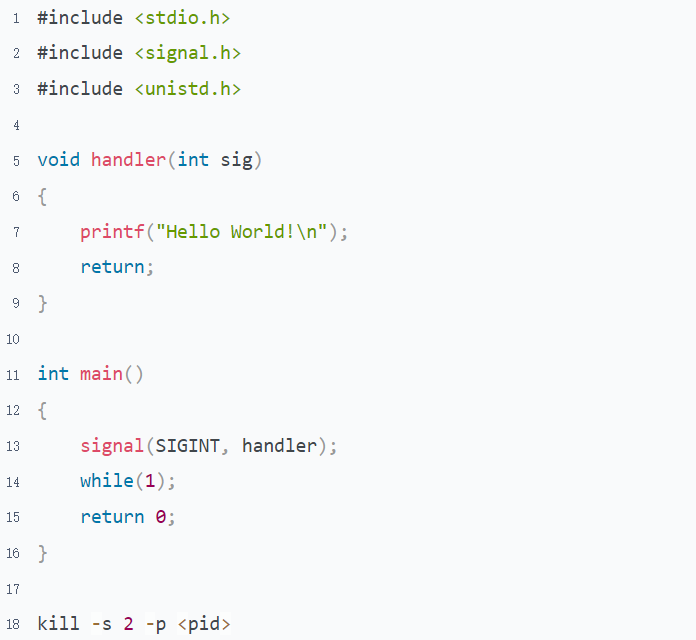 1 #include <stdio.h>
2 #include <signal.h>
3 #include <unistd.h>
4
5 void handler(int sig)
6 {
7     printf("Hello World!\n");
8     return;
9 }
10
11 int main()
12 {
13     signal(SIGINT, handler);
14     while(1);
15     return 0;
16 }
17
18 kill -s 2 -p <pid>